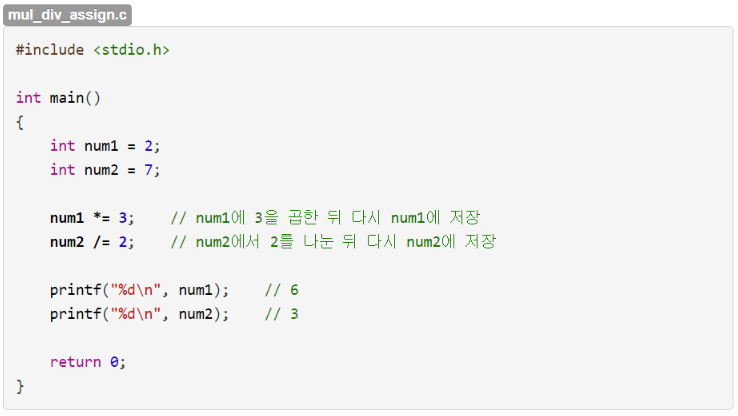 mul_div_assign.c
#include <stdio.h>
int main()
{
    int num1 = 2;
    int num2 = 7;
    num1 *= 3;    // num1에 3을 곱한 뒤 다시 num1에 저장
    num2 /= 2;    // num2에서 2를 나눈 뒤 다시 num2에 저장
    printf("%d\n", num1);    // 6
    printf("%d\n", num2);    // 3
    return 0;
}